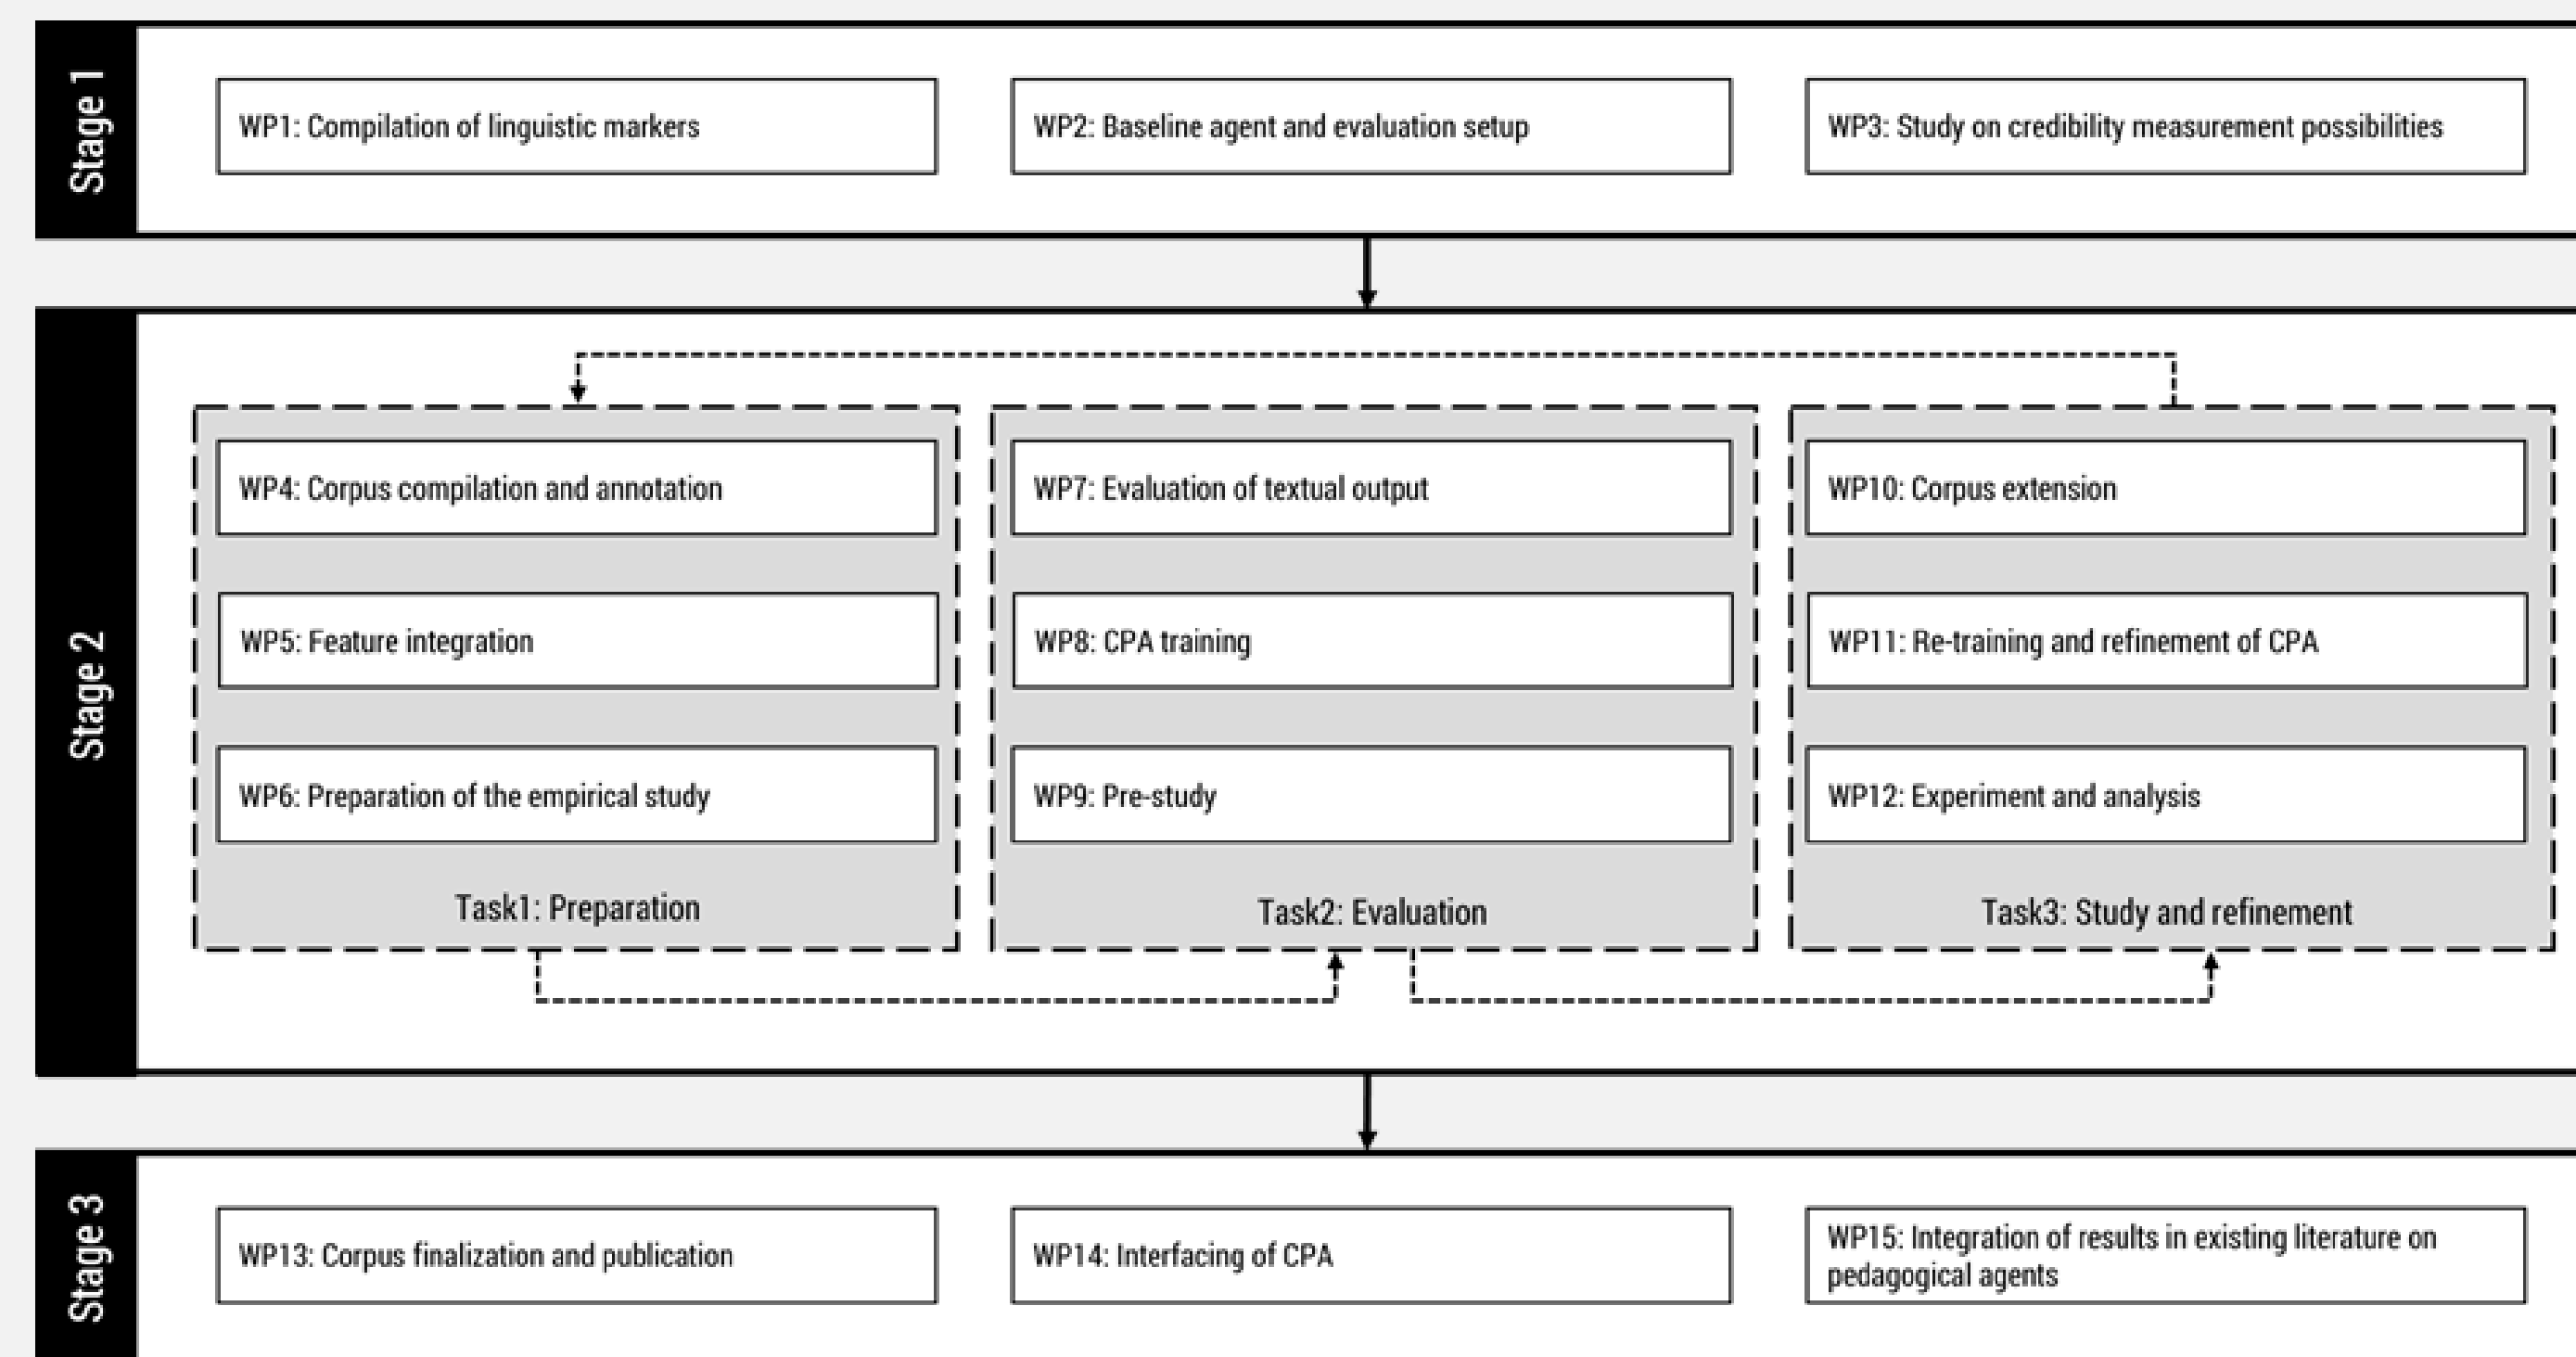 Stage 1
WP1: Compilation of linguistic markers
WP2: Baseline agent and evaluation setup
WP3: Study on credibility measurement possibilities
Stage 2
WP4: Corpus compilation and annotation
WP5: Feature integration
WP6: Preparation of the empirical study
Task1: Preparation
WP7: Evaluation of textual output
WP8: CPA training
WP9: Pre-study
Task2: Evaluation
WP10: Corpus extension
WP11: Re-training and refinement of CPA
WP12: Experiment and analysis
Task3: Study and refinement
Stage 3
WP13: Corpus finalization and publication
WP14: Interfacing of CPA
WP15: Integration of results in existing literature on
pedagogical agents